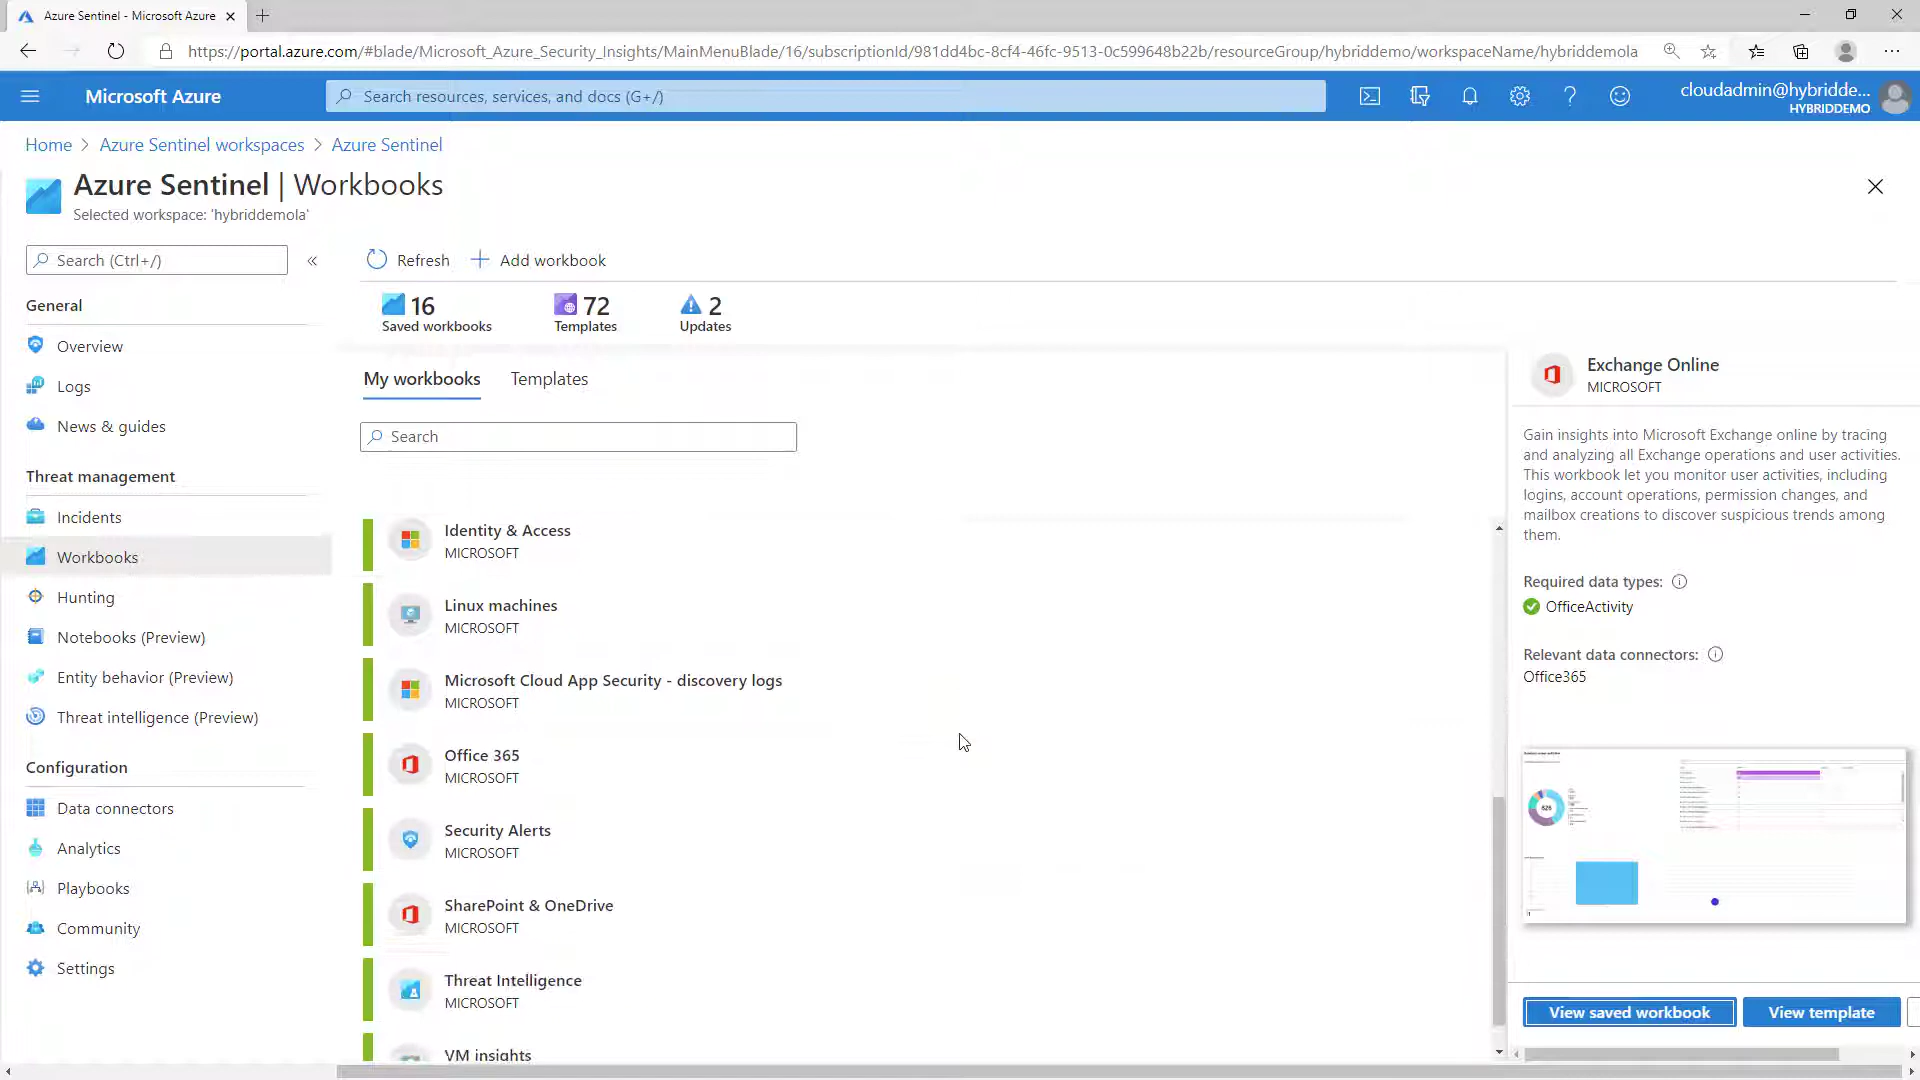 Azure Sentinel - Microsoft Azure
https://portal.azure.com/#blade/Microsoft_Azure_Security_Insights/MainMenuBlade/16/subscriptionId/981dd4bc-8cf4-46fc-9513-0c599648b22b/resourceGroup/hybriddemo/workspaceName/hybriddemola
Microsoft Azure
Search resources, services, and docs (G+/)
cloudadmin@hybridde...
HYBRIDDEMO
Home > Azure Sentinel workspaces > Azure Sentinel
Azure Sentinel | Workbooks
Selected workspace: 'hybriddemola'
Search (Ctrl+/)
«
Refresh
Add workbook
General
Overview
Logs
News & guides
Threat management
Incidents
Workbooks
Hunting
Notebooks (Preview)
Entity behavior (Preview)
Threat intelligence (Preview)
Configuration
Data connectors
Analytics
Playbooks
Community
Settings
16
Saved workbooks
72
Templates
2
Updates
My workbooks
Templates
Search
Identity & Access
MICROSOFT
Linux machines
MICROSOFT
Microsoft Cloud App Security - discovery logs
MICROSOFT
Office 365
MICROSOFT
Security Alerts
MICROSOFT
SharePoint & OneDrive
MICROSOFT
Threat Intelligence
MICROSOFT
VM insights
Exchange Online
MICROSOFT
Gain insights into Microsoft Exchange online by tracing
and analyzing all Exchange operations and user activities.
This workbook let you monitor user activities, including
logins, account operations, permission changes, and
mailbox creations to discover suspicious trends among
them.
Required data types:
OfficeActivity
Relevant data connectors:
Office365
View saved workbook
View template